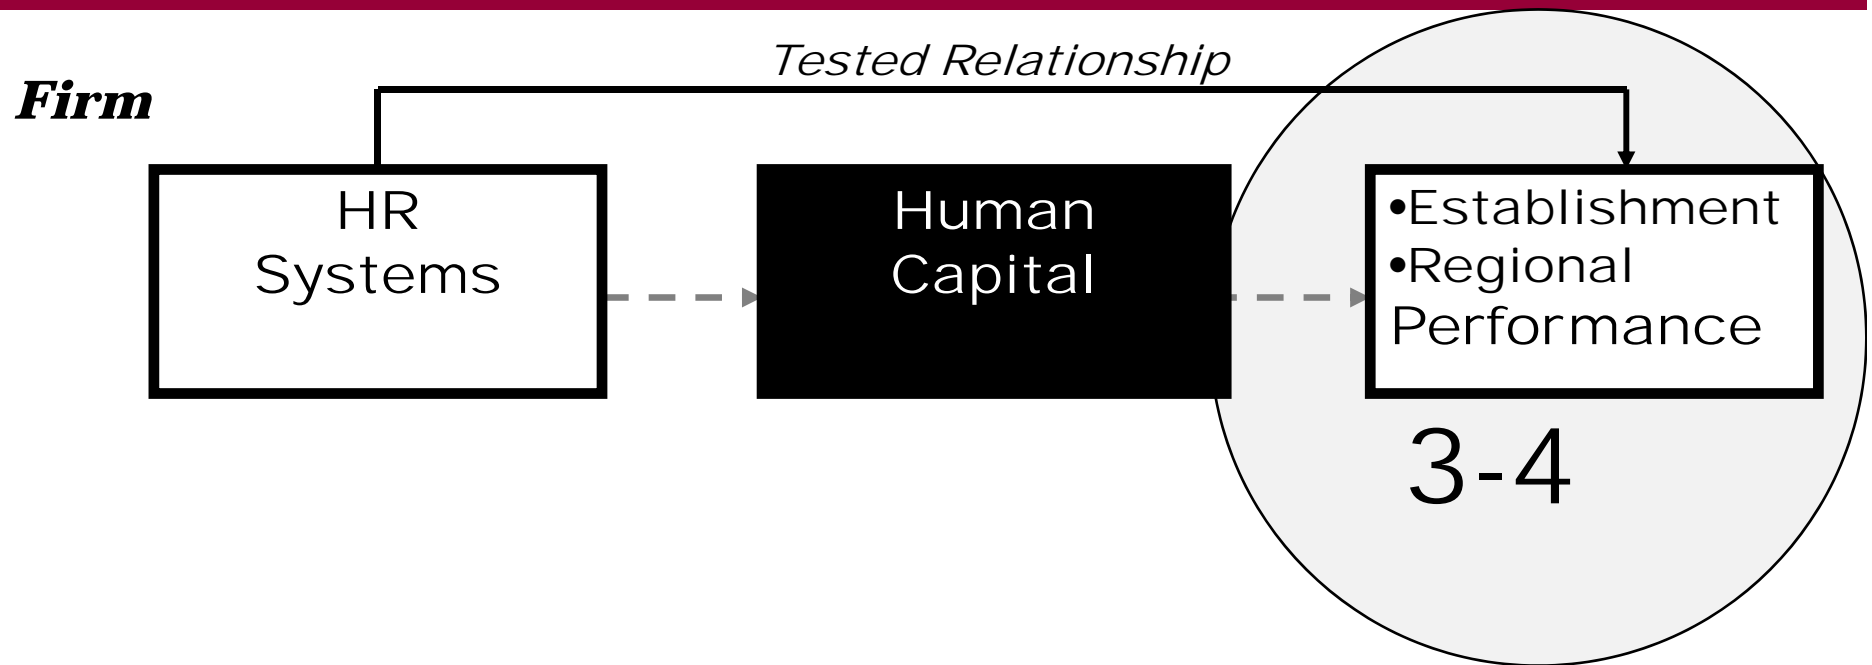 Tested Relationship
Firm
HR
Systems
Human
Capital
•Establishment
•Regional
Performance
3-4